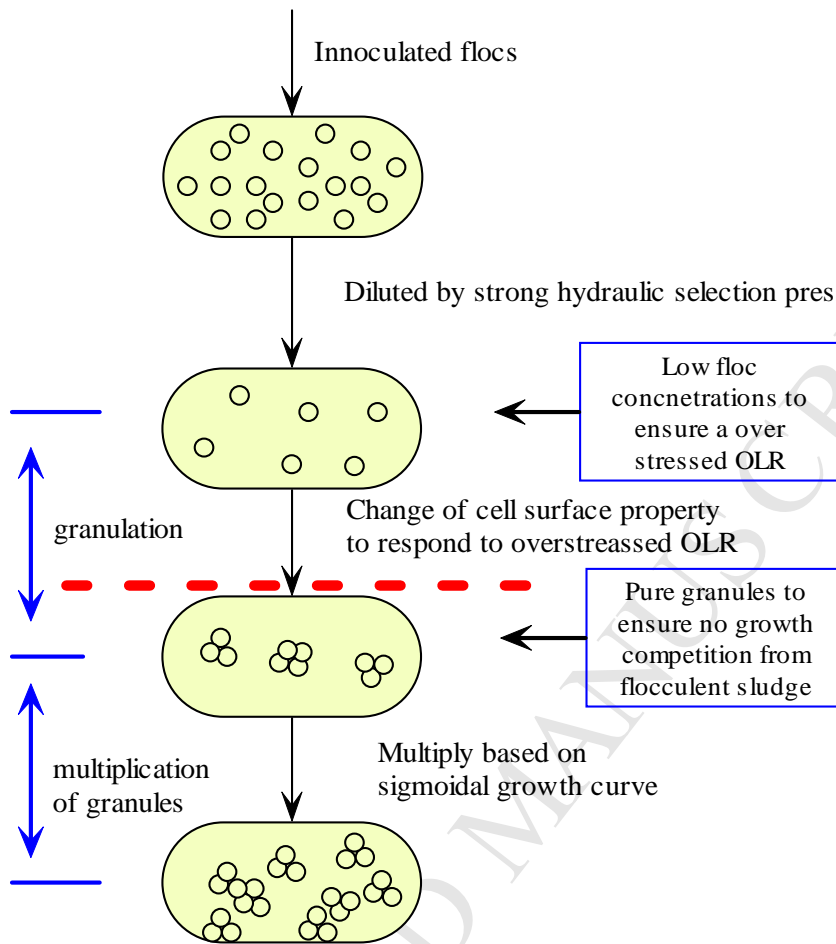 Innoculated flocs
Diluted by strong hydraulic selection pres
Low floc
concnetrations to
ensure a over
stressed OLR
Change of cell surface property
to respond to overstreassed OLR
granulation
Pure granules to
ensure no growth
competition from
flocculent sludge
Multiply based on
sigmoidal growth curve
multiplication
of granules
D MANUSCR